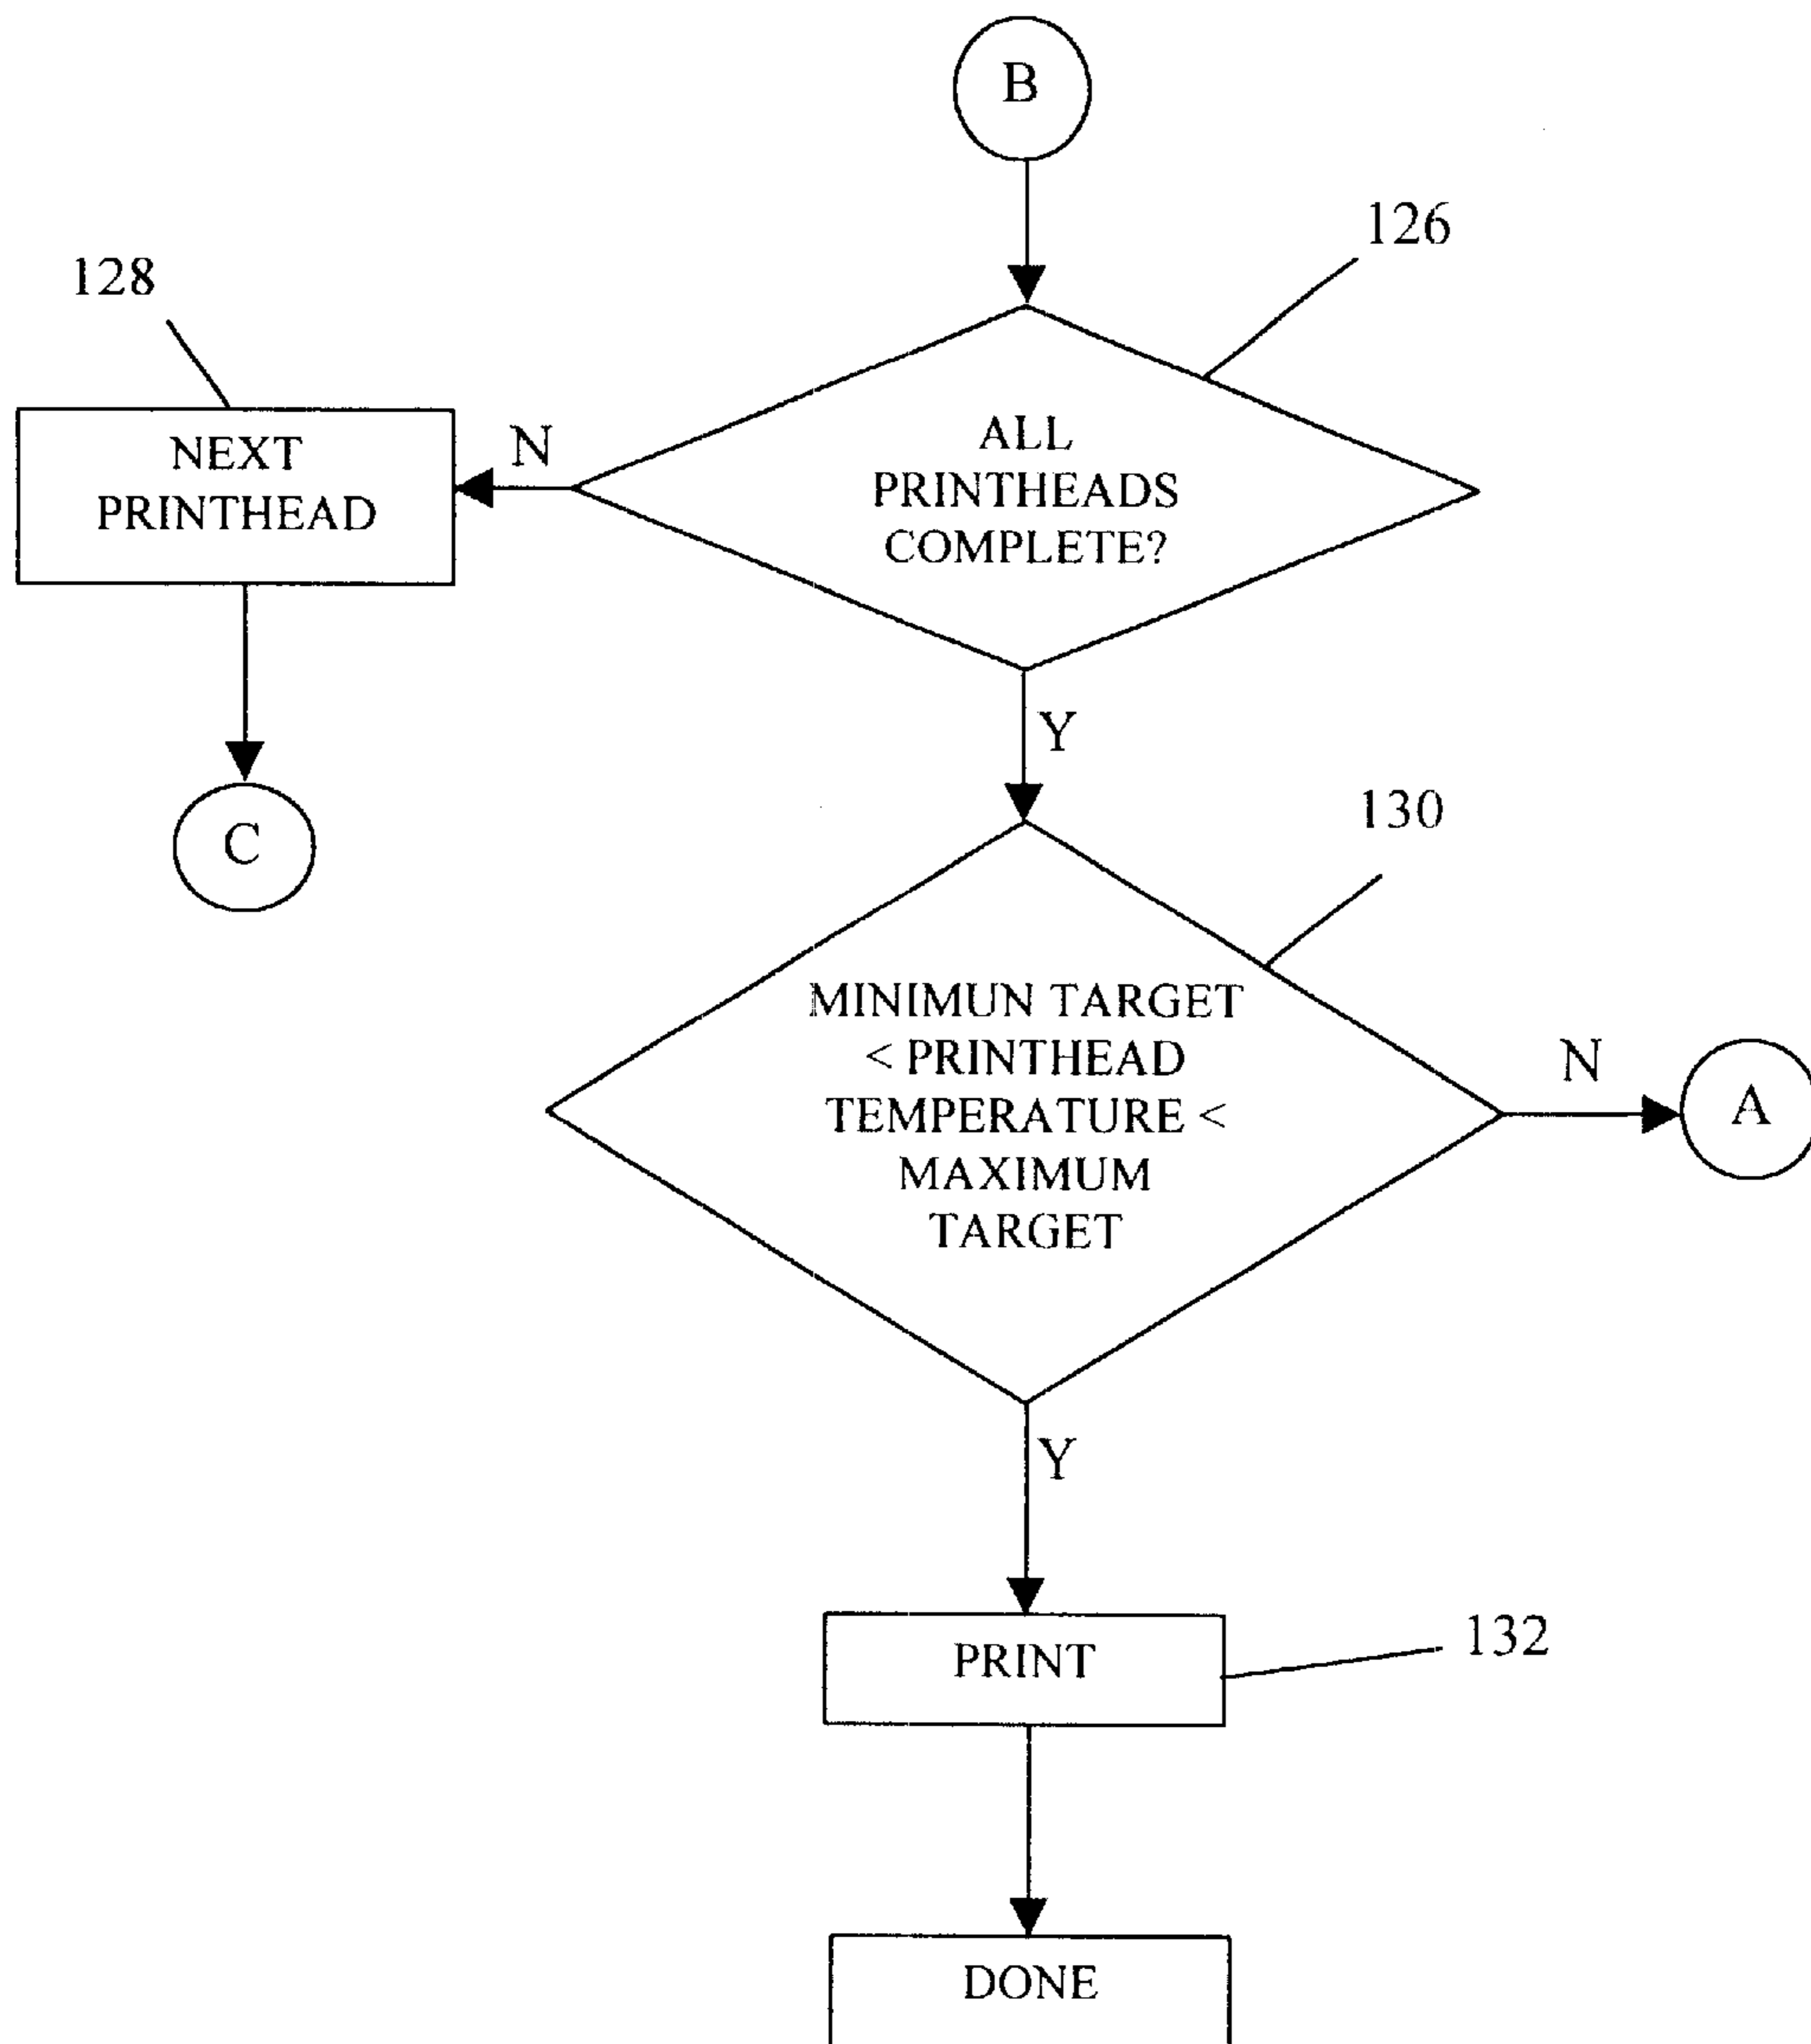 B
126
128
NEXT
PRINTHEAD
N
ALL
PRINTHEADS
COMPLETE?
Y
C
130
MINIMUN TARGET
< PRINTHEAD
TEMPERATURE <
MAXIMUM
TARGET
N
A
Y
PRINT
132
DONE